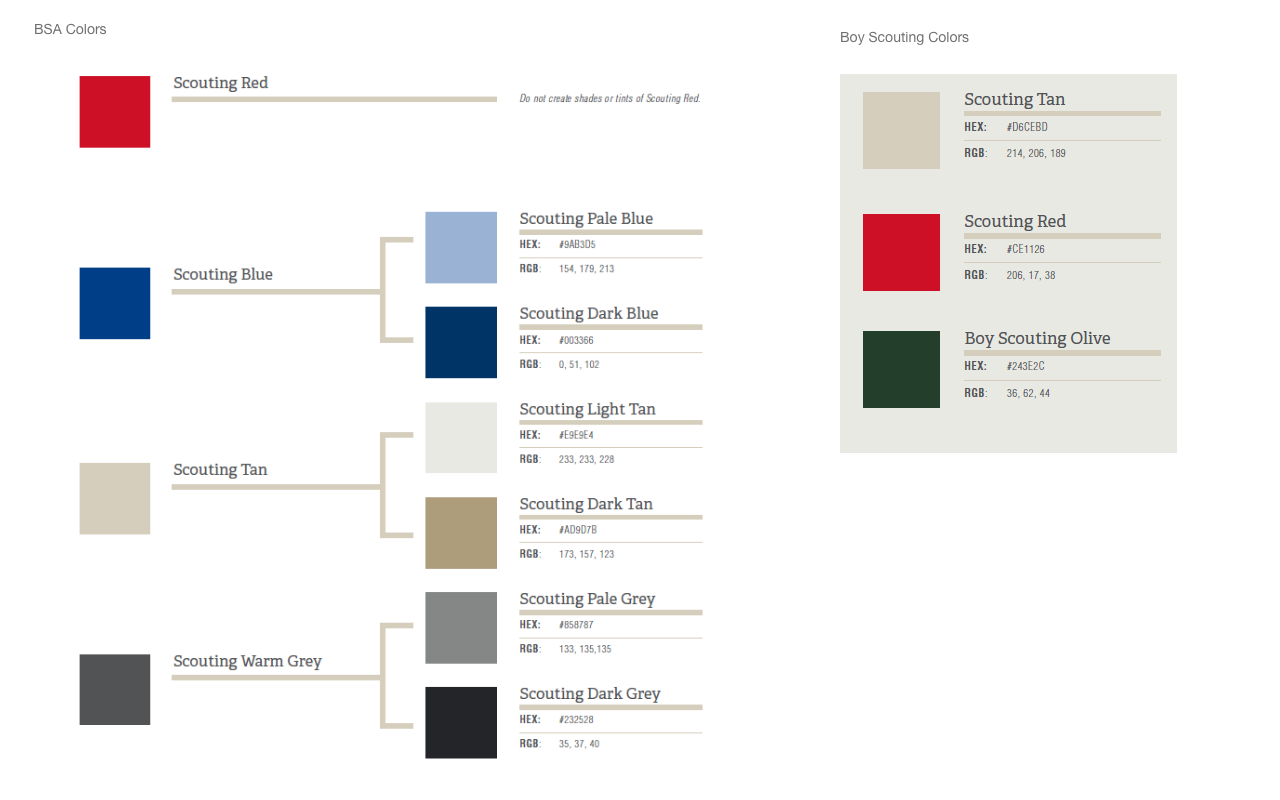 BSA Colors
Scouting Red
Do not create shades or tints of Scouting Red.
Scouting Blue
Scouting Pale Blue
HEX: #9AB3D5
RGB: 154, 179, 213
Scouting Dark Blue
HEX: #003366
RGB: 0, 51, 102
Scouting Tan
Scouting Light Tan
HEX: #E9E9E4
RGB: 233, 233, 228
Scouting Dark Tan
HEX: #AD9D7B
RGB: 173, 157, 123
Scouting Warm Grey
Scouting Pale Grey
HEX: #858787
RGB: 133, 135,135
Scouting Dark Grey
HEX: #232528
RGB: 35, 37, 40
Boy Scouting Colors
Scouting Tan
HEX: #D6CEBD
RGB: 214, 206, 189
Scouting Red
HEX: #CE1126
RGB: 206, 17, 38
Boy Scouting Olive
HEX: #243E2C
RGB: 36, 62, 44